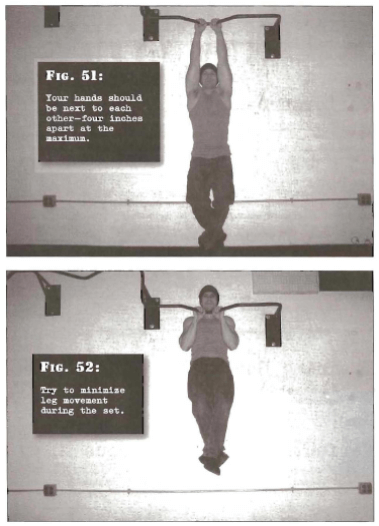 FIG. 51:
Your hands should
be next to each
other—four inches
apart at the
maximum.
FIG. 52:
Try to minimize
leg movement
during the set.